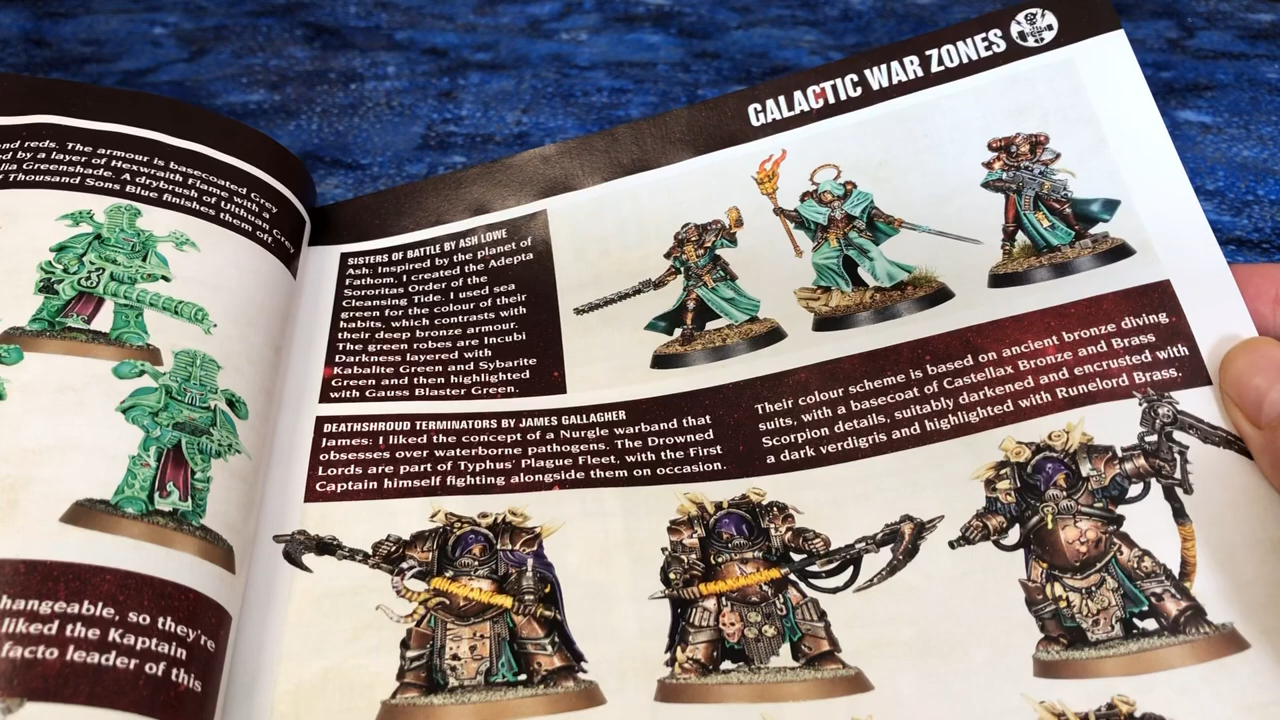 and reds. The armour is basecoated Grey
by a layer of Hexwraith Flame with a
Greenshade. A drybrush of Ulthuan Grey
Thousand Sons Blue finishes them off.
hangeable, so they're
liked the Kaptain
facto leader of this
GALACTIC WAR ZONES
SISTERS OF BATTLE BY ASH LOWE
Ash: Inspired by the planet of
Fathom, I created the Adepta
Sororitas Order of the
Cleansing Tide. I used sea
green for the colour of their
habits, which contrasts with
their deep bronze armour.
The green robes are Incubi
Darkness layered with
Kabalite Green and Sybarite
Green and then highlighted
with Gauss Blaster Green.
DEATHSHROUD TERMINATORS BY JAMES GALLAGHER
James: I liked the concept of a Nurgle warband that
obsesses over waterborne pathogens. The Drowned
Lords are part of Typhus' Plague Fleet, with the First
Captain himself fighting alongside them on occasion.
Their colour scheme is based on ancient bronze diving
suits, with a basecoat of Castellax Bronze and Brass
Scorpion details, suitably darkened and encrusted with
a dark verdigris and highlighted with Runelord Brass.